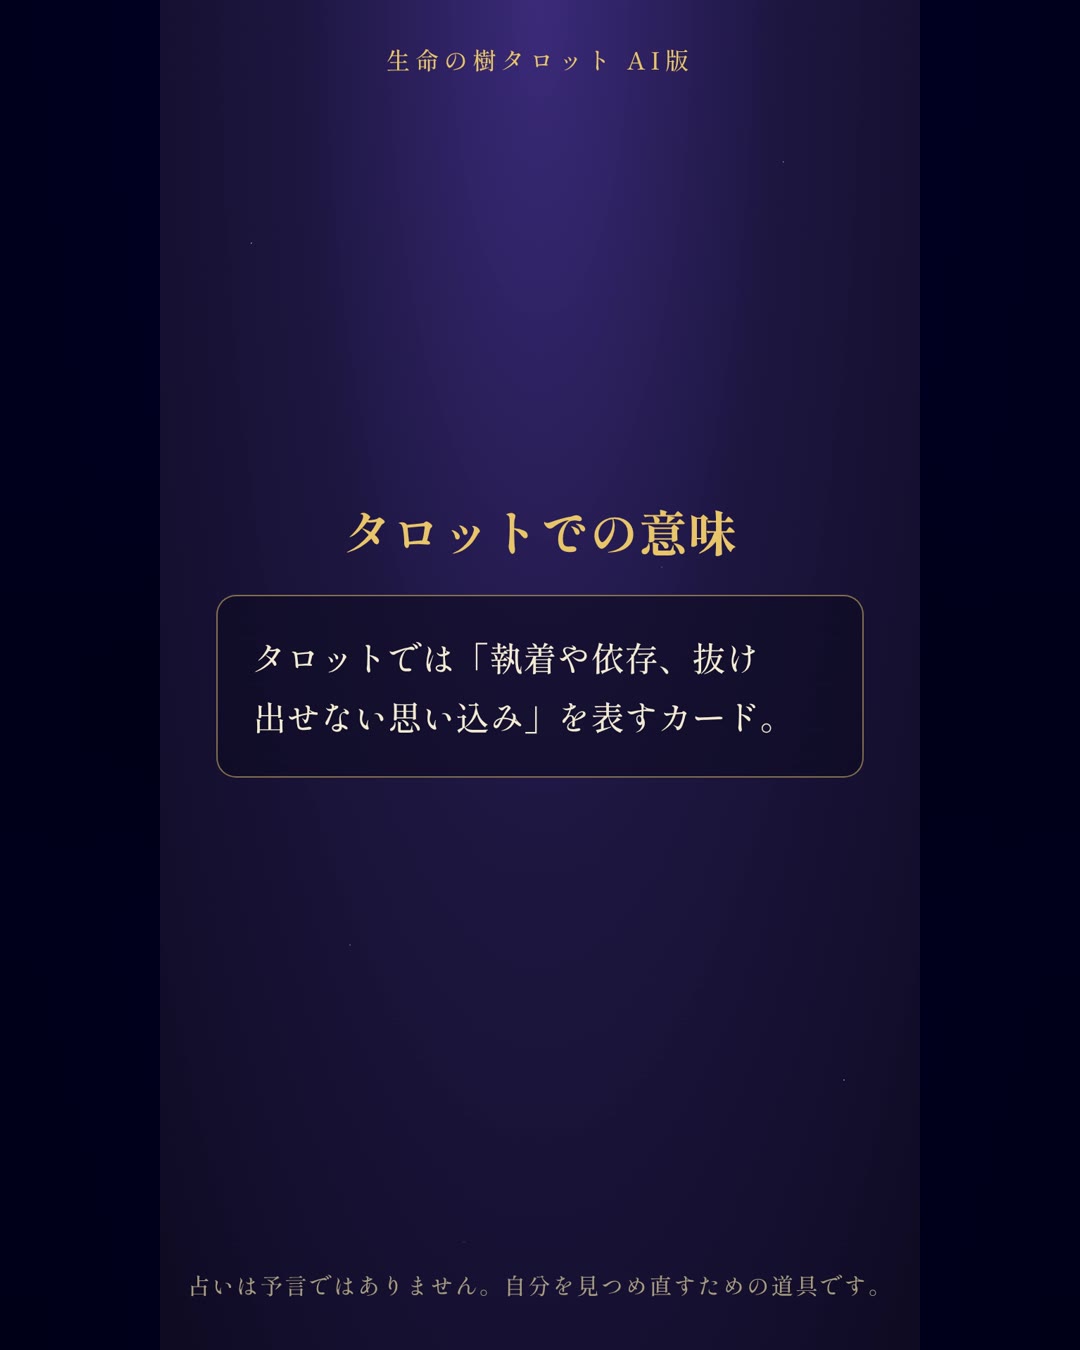 生命の樹タロット AI版
タロットでの意味
タロットでは「執着や依存、抜け
出せない思い込み」を表すカード。
占いは予言ではありません。自分を見つめ直すための道具です。